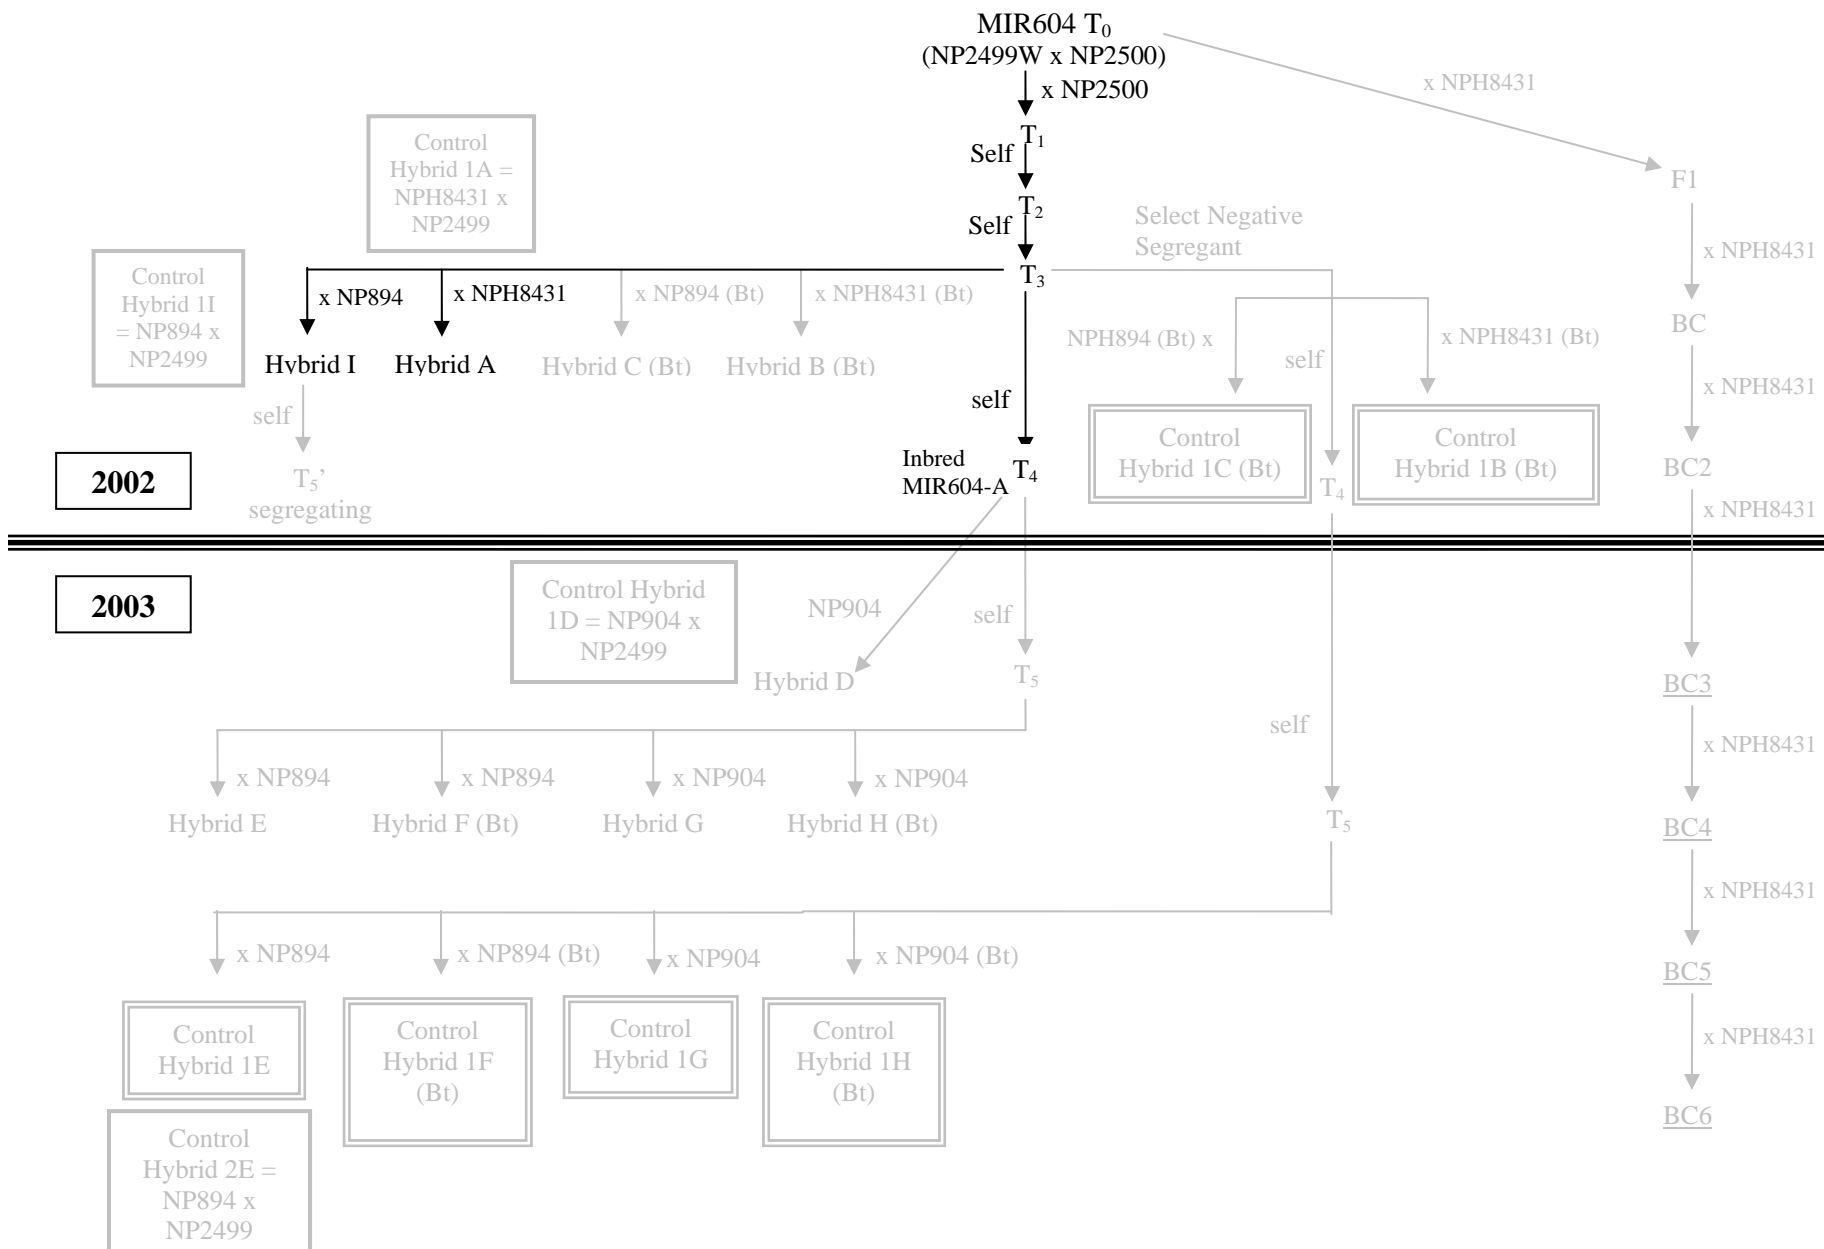 MIR604 T0
(NP2499W x NP2500)
x NP2500
x NPH8431
T1
Self
T2
Self
T3
Select Negative
Segregant
Control
Hybrid 1A =
NPH8431 x
NP2499
Control
Hybrid 1I
= NP894 x
NP2499
x NP894
x NPH8431
x NP894 (Bt)
x NPH8431 (Bt)
Hybrid I
Hybrid A
Hybrid C (Bt)
Hybrid B (Bt)
self
T5’
segregating
self
Inbred
MIR604-A
T4
NPH894 (Bt) x
self
x NPH8431 (Bt)
Control
Hybrid 1C (Bt)
T4
Control
Hybrid 1B (Bt)
F1
x NPH8431
BC
x NPH8431
BC2
x NPH8431
2002
2003
Control Hybrid
1D = NP904 x
NP2499
NP904
Hybrid D
self
T5
self
x NP894
x NP894
x NP904
x NP904
Hybrid E
Hybrid F (Bt)
Hybrid G
Hybrid H (Bt)
T5
x NP894
x NP894 (Bt)
x NP904
x NP904 (Bt)
Control
Hybrid 1E
Control
Hybrid 1F
(Bt)
Control
Hybrid 1G
Control
Hybrid 1H
(Bt)
Control
Hybrid 2E =
NP894 x
NP2499
BC3
x NPH8431
BC4
x NPH8431
BC5
x NPH8431
BC6